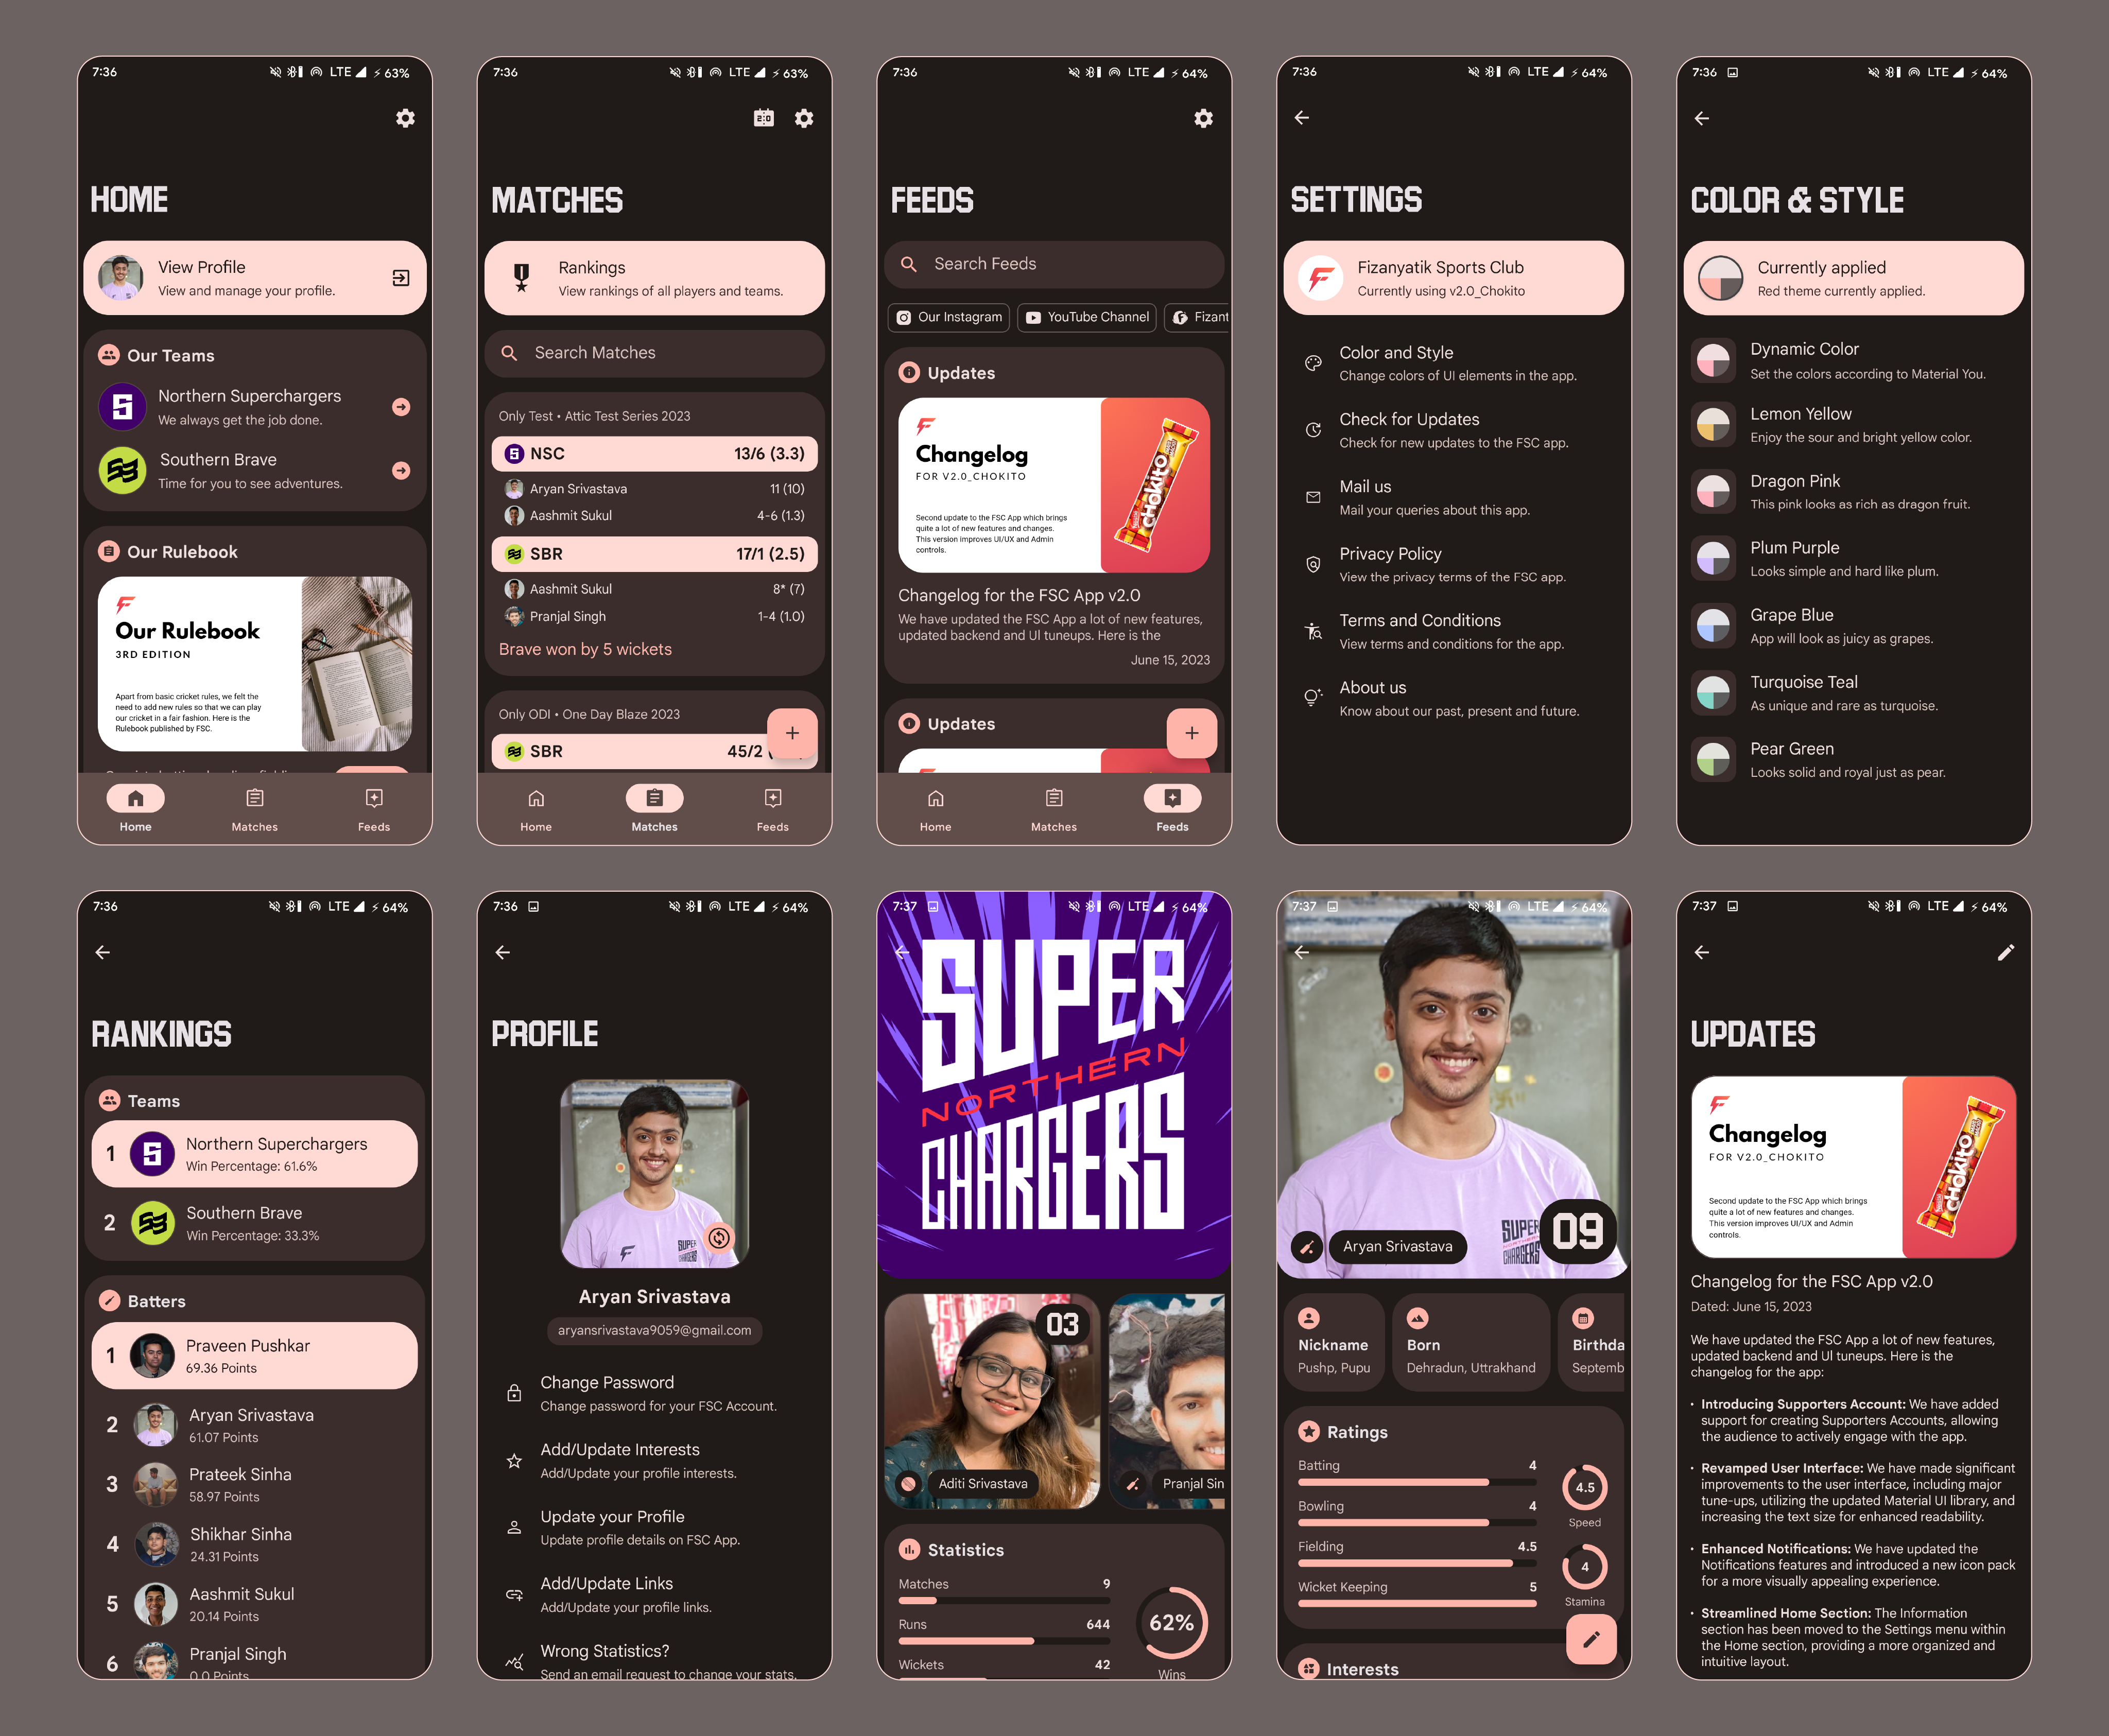 7:36
LTE 63%
HOME
View Profile
View and manage your profile.
Our Teams
Northern Superchargers
We always get the job done.
Southern Brave
Time for you to see adventures.
Our Rulebook
Our Rulebook
3RD EDITION
Apart from basic cricket rules, we felt the
need to add new rules so that we can play
our cricket in a fair fashion. Here is the
Rulebook published by FSC.
Home
Matches
Feeds
7:36
LTE 63%
2:0
MATCHES
Rankings
View rankings of all players and teams.
Search Matches
Only Test • Attic Test Series 2023
NSC 13/6 (3.3)
Aryan Srivastava 11 (10)
Aashmit Sukul 4-6 (1.3)
SBR 17/1 (2.5)
Aashmit Sukul 8* (7)
Pranjal Singh 1-4 (1.0)
Brave won by 5 wickets
Only ODI • One Day Blaze 2023
SBR 45/2
Home
Matches
Feeds
7:36
LTE 64%
FEEDS
Search Feeds
Our Instagram
YouTube Channel
Fizant
Updates
Changelog
FOR V2.0_CHOKITO
Second update to the FSC App which brings
quite a lot of new features and changes.
This version improves UI/UX and Admin
controls.
CHOKITO
Changelog for the FSC App v2.0
We have updated the FSC App a lot of new features,
updated backend and UI tuneups. Here is the
June 15, 2023
Updates
Home
Matches
Feeds
7:36
LTE 64%
SETTINGS
Fizanyatik Sports Club
Currently using v2.0_Chokito
Color and Style
Change colors of UI elements in the app.
Check for Updates
Check for new updates to the FSC app.
Mail us
Mail your queries about this app.
Privacy Policy
View the privacy terms of the FSC app.
Terms and Conditions
View terms and conditions for the app.
About us
Know about our past, present and future.
7:36
LTE 64%
COLOR & STYLE
Currently applied
Red theme currently applied.
Dynamic Color
Set the colors according to Material You.
Lemon Yellow
Enjoy the sour and bright yellow color.
Dragon Pink
This pink looks as rich as dragon fruit.
Plum Purple
Looks simple and hard like plum.
Grape Blue
App will look as juicy as grapes.
Turquoise Teal
As unique and rare as turquoise.
Pear Green
Looks solid and royal just as pear.
7:36
LTE 64%
RANKINGS
Teams
1 Northern Superchargers
Win Percentage: 61.6%
2 Southern Brave
Win Percentage: 33.3%
Batters
1 Praveen Pushkar
69.36 Points
2 Aryan Srivastava
61.07 Points
3 Prateek Sinha
58.97 Points
4 Shikhar Sinha
24.31 Points
5 Aashmit Sukul
20.14 Points
6 Pranjal Singh
0.0 Points
7:36
LTE 64%
PROFILE
SUPER
CHARGERS
Aryan Srivastava
aryansrivastava9059@gmail.com
Change Password
Change password for your FSC Account.
Add/Update Interests
Add/Update your profile interests.
Update your Profile
Update profile details on FSC App.
Add/Update Links
Add/Update your profile links.
Wrong Statistics?
Send an email request to change your stats.
7:37
LTE 64%
SUPER
NORTHERN
CHARGERS
03
Aditi Srivastava
Pranjal Sin
Statistics
Matches 9
Runs 644
Wickets 42
62%
Wins
7:37
LTE 64%
SUPER
NORTHERN
CHARGERS
09
Aryan Srivastava
Nickname
Pushp, Pupu
Born
Dehradun, Uttrakhand
Birthda
Septemb
Ratings
Batting 4
Bowling 4
Fielding 4.5
Wicket Keeping 5
4.5
Speed
4
Stamina
Interests
7:37
LTE 64%
UPDATES
Changelog
FOR V2.0_CHOKITO
Second update to the FSC App which brings
quite a lot of new features and changes.
This version improves UI/UX and Admin
controls.
CHOKITO
Changelog for the FSC App v2.0
Dated: June 15, 2023
We have updated the FSC App a lot of new features,
updated backend and UI tuneups. Here is the
changelog for the app:
• Introducing Supporters Account: We have added
support for creating Supporters Accounts, allowing
the audience to actively engage with the app.
• Revamped User Interface: We have made significant
improvements to the user interface, including major
tune-ups, utilizing the updated Material UI library, and
increasing the text size for enhanced readability.
• Enhanced Notifications: We have updated the
Notifications features and introduced a new icon pack
for a more visually appealing experience.
• Streamlined Home Section: The Information
section has been moved to the Settings menu within
the Home section, providing a more organized and
intuitive layout.